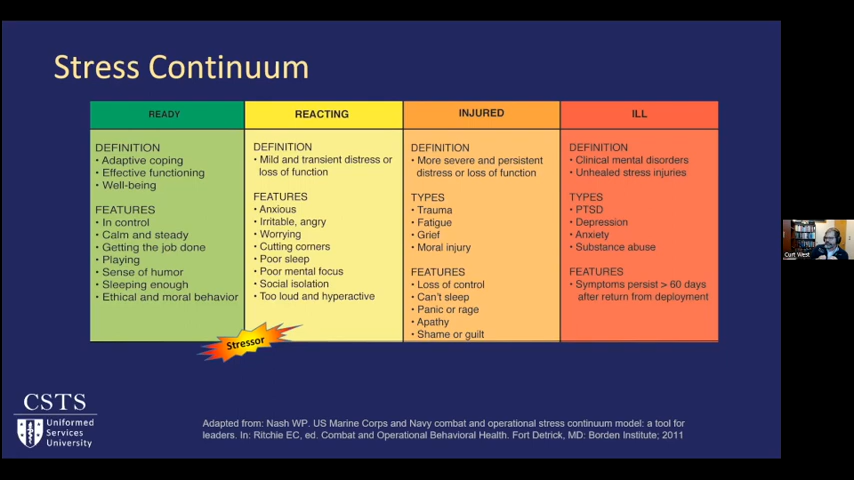 Stress Continuum
READY
DEFINITION
• Adaptive coping
• Effective functioning
• Well-being
FEATURES
• In control
• Calm and steady
• Getting the job done
• Playing
• Sense of humor
• Sleeping enough
• Ethical and moral behavior
REACTING
DEFINITION
• Mild and transient distress or
loss of function
FEATURES
• Anxious
• Irritable, angry
• Worrying
• Cutting corners
• Poor sleep
• Poor mental focus
• Social isolation
• Too loud and hyperactive
INJURED
DEFINITION
• More severe and persistent
distress or loss of function
TYPES
• Trauma
• Fatigue
• Grief
• Moral injury
FEATURES
• Loss of control
• Can't sleep
• Panic or rage
• Apathy
• Shame or guilt
ILL
DEFINITION
• Clinical mental disorders
• Unhealed stress injuries
TYPES
• PTSD
• Depression
• Anxiety
• Substance abuse
FEATURES
• Symptoms persist > 60 days
after return from deployment
Stressor
Curt West
CSTS
Uniformed
Services
University
Adapted from: Nash WP. US Marine Corps and Navy combat and operational stress continuum model: a tool for
leaders. In: Ritchie EC, ed. Combat and Operational Behavioral Health. Fort Detrick, MD: Borden Institute; 2011